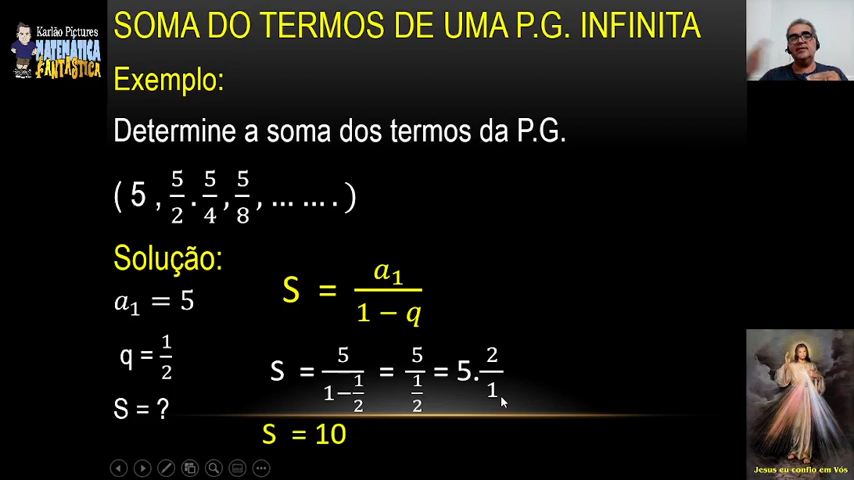 Karlão Pictures
MATEMÁTICA
FANTÁSTICA
SOMA DO TERMOS DE UMA P.G. INFINITA
Exemplo:
Determine a soma dos termos da P.G.
( 5 , 5/2 . 5/4 , 5/8 , ... ... . )
Solução:
a₁ = 5
S = a₁/(1 − q)
q = 1/2
S = 5/(1−1/2) = 5/(1/2) = 5. 2/1
S = ?
S = 10
Jesus eu confio em Vós